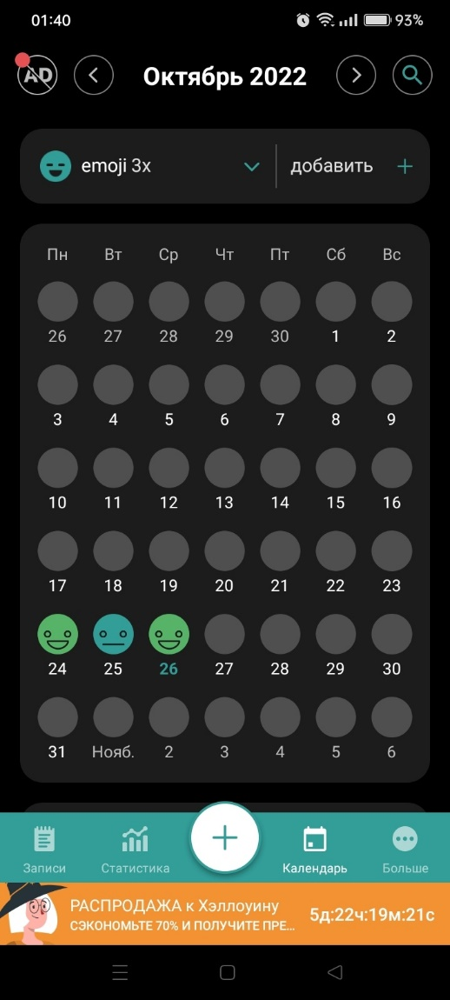 01:40
93%
AD
Октябрь 2022
emoji 3x
добавить +
Пн Вт Ср Чт Пт Сб Вс
26 27 28 29 30 1 2
3 4 5 6 7 8 9
10 11 12 13 14 15 16
17 18 19 20 21 22 23
24 25 26 27 28 29 30
31 Нояб. 2 3 4 5 6
Записи Статистика Календарь Больше
РАСПРОДАЖА к Хэллоуину
СЭКОНОМЬТЕ 70% И ПОЛУЧИТЕ ПРЕ...
5д:22ч:19м:21с